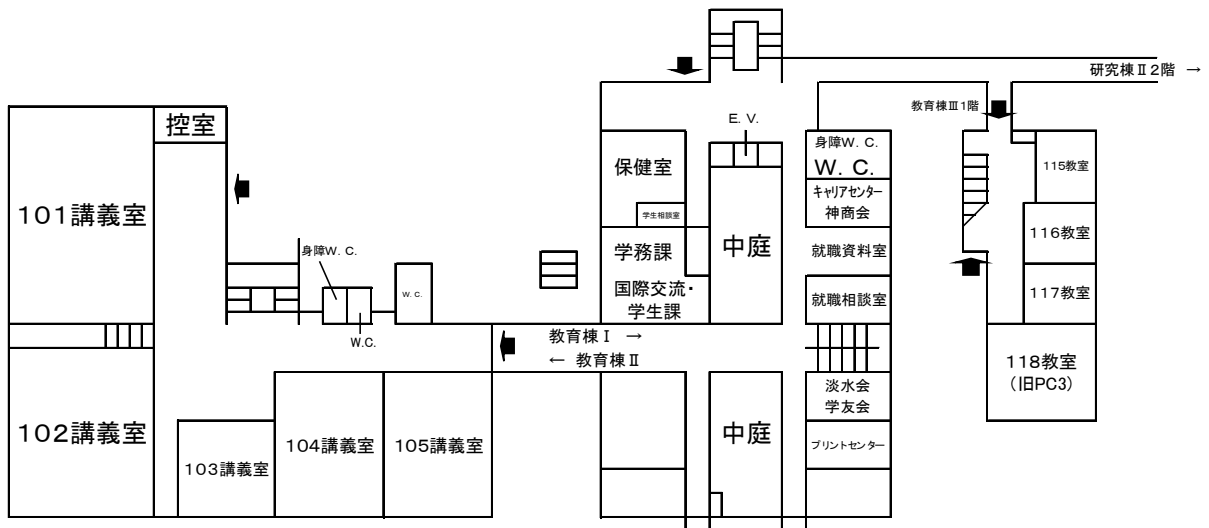 研究棟Ⅱ2階 →
教育棟Ⅲ1階
控室
E. V.
身障W. C.
W. C.
保健室
115教室
キャリアセンター
神商会
101講義室
学生相談室
116教室
中庭
学務課
就職資料室
身障W. C.
国際交流・
学生課
就職相談室
117教室
W. C.
W.C.
教育棟Ⅰ →
← 教育棟Ⅱ
118教室
(旧PC3)
淡水会
学友会
102講義室
104講義室
105講義室
中庭
プリントセンター
103講義室